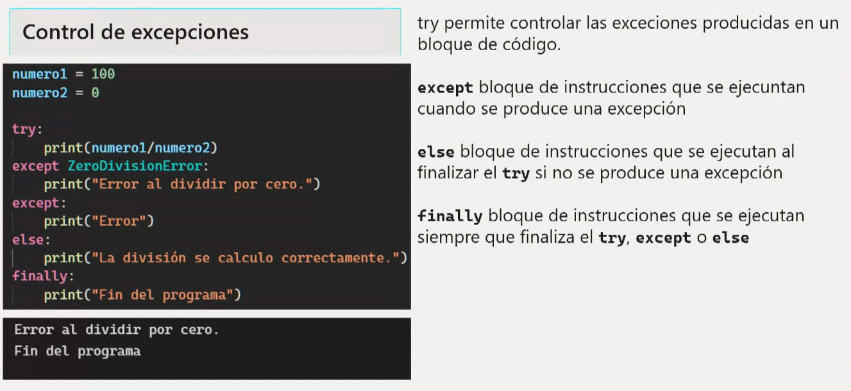 Control de excepciones
numero1 = 100
numero2 = 0
try:
    print(numero1/numero2)
except ZeroDivisionError:
    print("Error al dividir por cero.")
except:
    print("Error")
else:
    print("La división se calculo correctamente.")
finally:
    print("Fin del programa")
Error al dividir por cero.
Fin del programa
try permite controlar las exceciones producidas en un
bloque de código.
except bloque de instrucciones que se ejecuntan
cuando se produce una excepción
else bloque de instrucciones que se ejecutan al
finalizar el try si no se produce una excepción
finally bloque de instrucciones que se ejecutan
siempre que finaliza el try, except o else